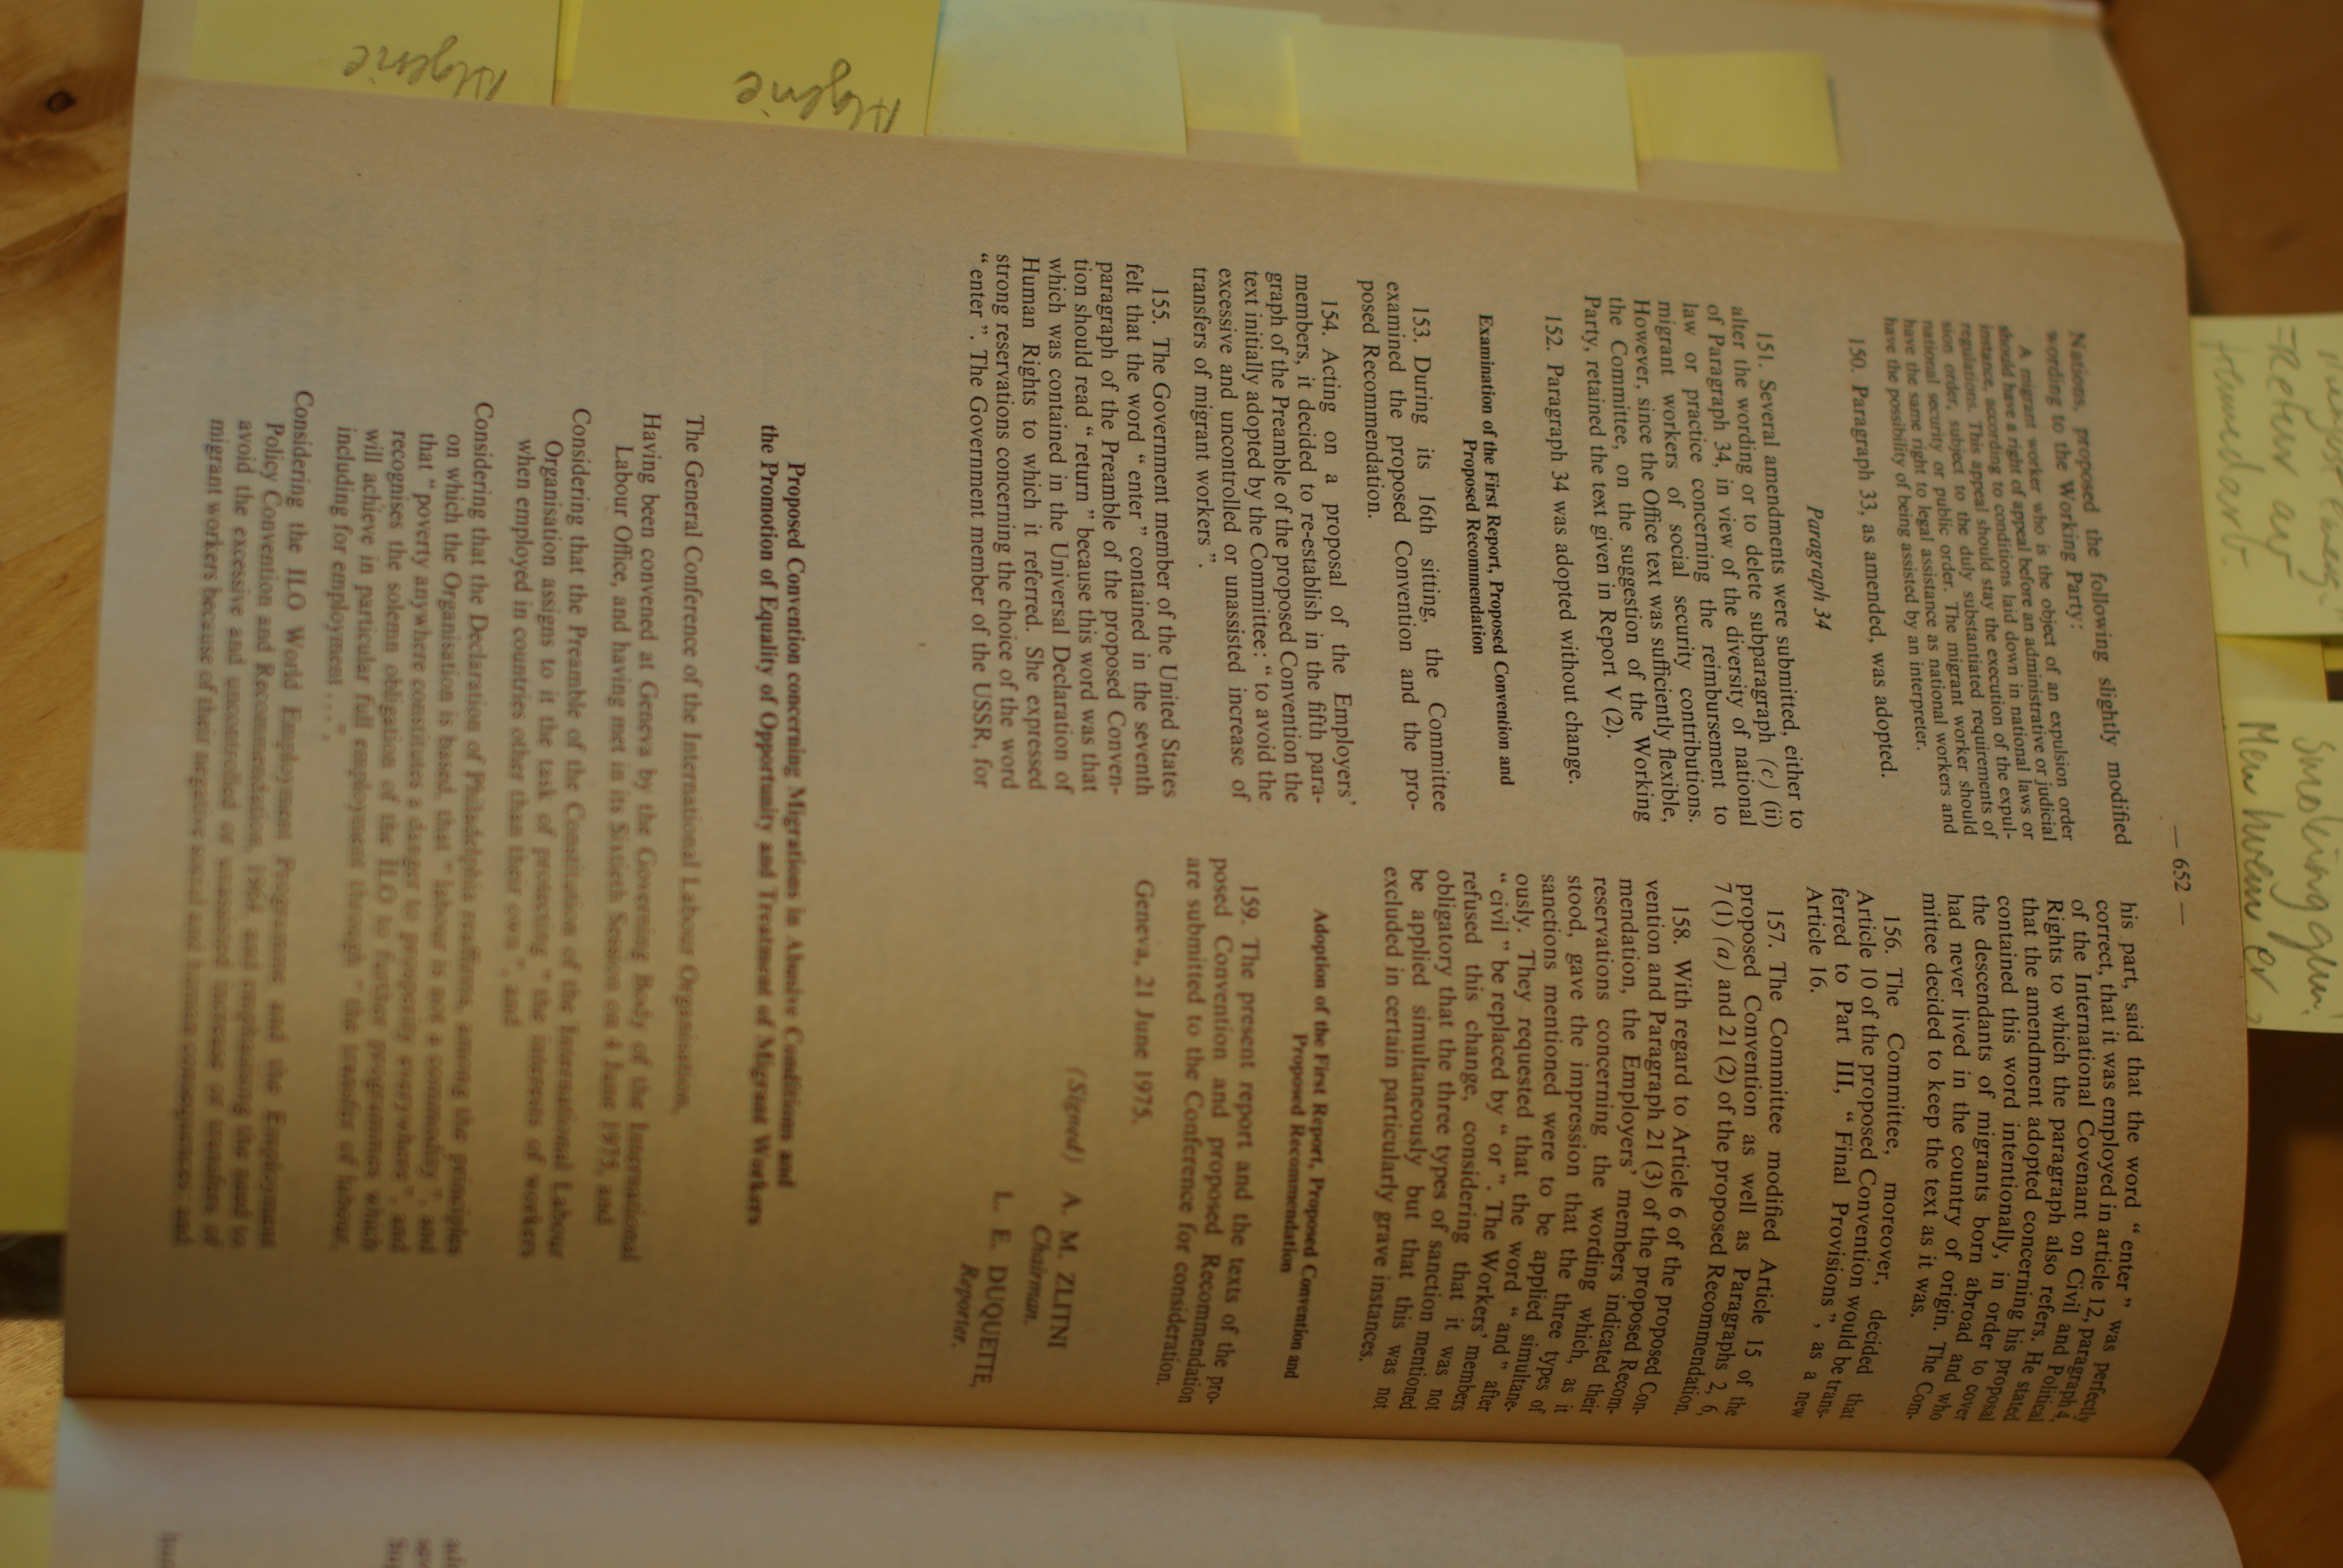 = Retur av
fremmedarb.
Smoking gun!
Men hvem er
— 652 —
Nations, proposed the following slightly modified
wording to the Working Party:
A migrant worker who is the object of an expulsion order
should have a right of appeal before an administrative or judicial
instance, according to conditions laid down in national laws or
regulations. This appeal should stay the execution of the expul-
sion order, subject to the duly substantiated requirements of
national security or public order. The migrant worker should
have the same right to legal assistance as national workers and
have the possibility of being assisted by an interpreter.
150. Paragraph 33, as amended, was adopted.
Paragraph 34
151. Several amendments were submitted, either to
alter the wording or to delete subparagraph (c) (ii)
of Paragraph 34, in view of the diversity of national
law or practice concerning the reimbursement to
migrant workers of social security contributions.
However, since the Office text was sufficiently flexible,
the Committee, on the suggestion of the Working
Party, retained the text given in Report V (2).
152. Paragraph 34 was adopted without change.
Examination of the First Report, Proposed Convention and
Proposed Recommendation
153. During its 16th sitting, the Committee
examined the proposed Convention and the pro-
posed Recommendation.
154. Acting on a proposal of the Employers'
members, it decided to re-establish in the fifth para-
graph of the Preamble of the proposed Convention the
text initially adopted by the Committee: “ to avoid the
excessive and uncontrolled or unassisted increase of
transfers of migrant workers ”.
155. The Government member of the United States
felt that the word “ enter ” contained in the seventh
paragraph of the Preamble of the proposed Conven-
tion should read “ return ” because this word was that
which was contained in the Universal Declaration of
Human Rights to which it referred. She expressed
strong reservations concerning the choice of the word
“ enter ”. The Government member of the USSR, for
his part, said that the word “ enter ” was perfectly
correct, that it was employed in article 12, paragraph 4,
of the International Covenant on Civil and Political
Rights to which the paragraph also refers. He stated
that the amendment adopted concerning his proposal
contained this word intentionally, in order to cover
the descendants of migrants born abroad and who
had never lived in the country of origin. The Com-
mittee decided to keep the text as it was.
156. The Committee, moreover, decided that
Article 10 of the proposed Convention would be trans-
ferred to Part III, “ Final Provisions ”, as a new
Article 16.
157. The Committee modified Article 15 of the
proposed Convention as well as Paragraphs 2, 6,
7 (1) (a) and 21 (2) of the proposed Recommendation.
158. With regard to Article 6 of the proposed Con-
vention and Paragraph 21 (3) of the proposed Recom-
mendation, the Employers' members indicated their
reservations concerning the wording which, as it
stood, gave the impression that the three types of
sanctions mentioned were to be applied simultane-
ously. They requested that the word “ and ” after
“ civil ” be replaced by “ or ”. The Workers' members
refused this change, considering that it was not
obligatory that the three types of sanction mentioned
be applied simultaneously but that this was not
excluded in certain particularly grave instances.
Adoption of the First Report, Proposed Convention and
Proposed Recommendation
159. The present report and the texts of the pro-
posed Convention and proposed Recommendation
are submitted to the Conference for consideration.
Geneva, 21 June 1975.
(Signed) A. M. ZLITNI
Chairman.
L. E. DUQUETTE,
Reporter.
Proposed Convention concerning Migrations in Abusive Conditions and
the Promotion of Equality of Opportunity and Treatment of Migrant Workers
The General Conference of the International Labour Organisation,
Having been convened at Geneva by the Governing Body of the International
Labour Office, and having met in its Sixtieth Session on 4 June 1975, and
Considering that the Preamble of the Constitution of the International Labour
Organisation assigns to it the task of protecting “ the interests of workers
when employed in countries other than their own ”, and
Considering that the Declaration of Philadelphia reaffirms, among the principles
on which the Organisation is based, that “ labour is not a commodity ”, and
that “ poverty anywhere constitutes a danger to prosperity everywhere ”, and
recognises the solemn obligation of the ILO to further programmes which
will achieve in particular full employment through “ the transfer of labour,
including for employment . . .”,
Considering the ILO World Employment Programme and the Employment
Policy Convention and Recommendation, 1964, and emphasising the need to
avoid the excessive and uncontrolled or unassisted increase of transfers of
migrant workers because of their negative social and human consequences; and
Algerie
Algerie